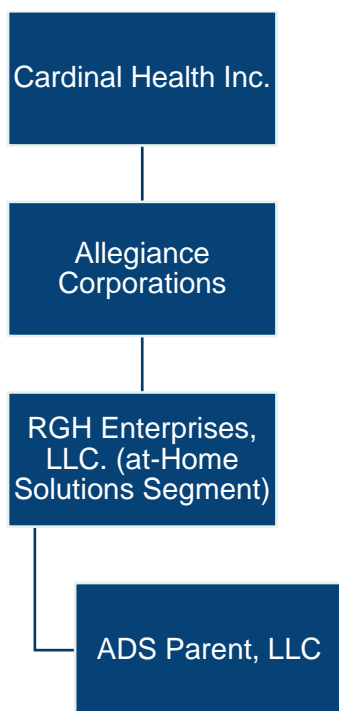 Cardinal Health Inc.
Allegiance
Corporations
RGH Enterprises,
LLC. (at-Home
Solutions Segment)
ADS Parent, LLC